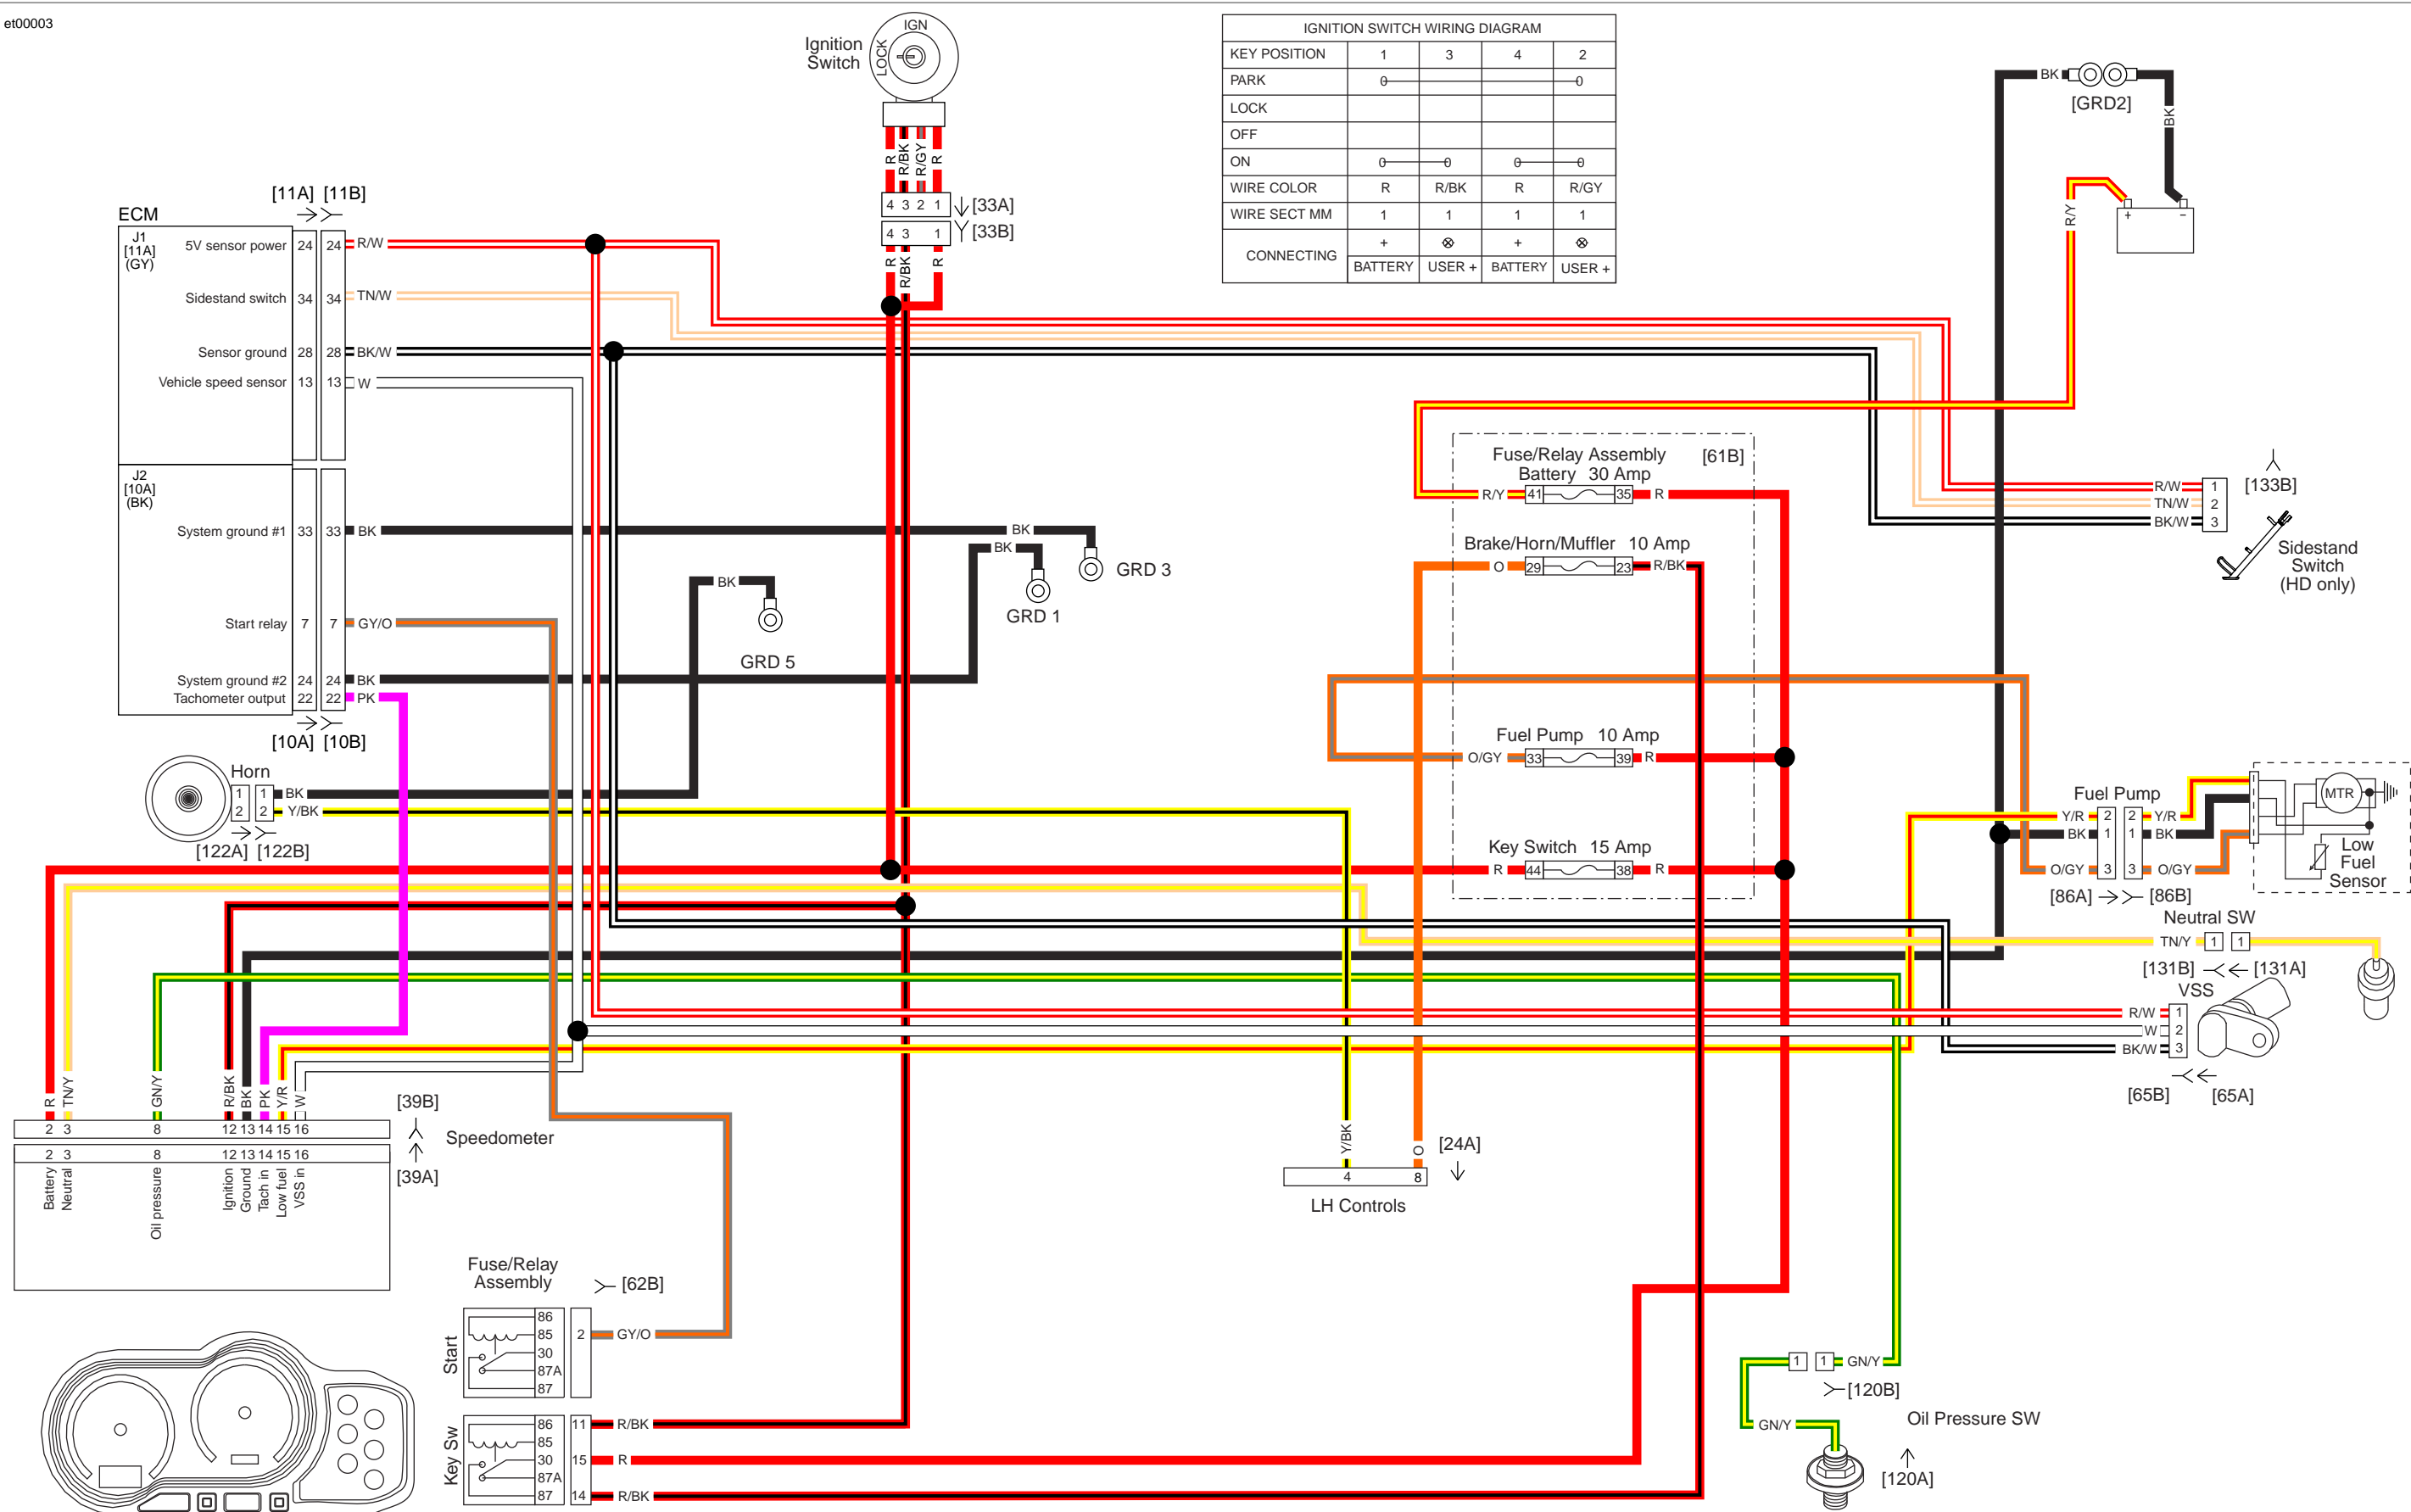 et00003
Ignition
Switch
IGN
LOCK
R
R/BK
R/GY
R
4 3 2 1
[33A]
4 3 1
[33B]
R
R/BK
R
IGNITION SWITCH WIRING DIAGRAM
KEY POSITION 1 3 4 2
PARK 0 0
LOCK
OFF
ON 0 0 0 0
WIRE COLOR R R/BK R R/GY
WIRE SECT MM 1 1 1 1
CONNECTING + ⊗ + ⊗
BATTERY USER + BATTERY USER +
BK
[GRD2]
BK
R/Y
+ −
[11A] [11B]
ECM
J1
[11A]
(GY)
5V sensor power 24 24 R/W
Sidestand switch 34 34 TN/W
Sensor ground 28 28 BK/W
Vehicle speed sensor 13 13 W
J2
[10A]
(BK)
System ground #1 33 33 BK
Start relay 7 7 GY/O
System ground #2 24 24 BK
Tachometer output 22 22 PK
[10A] [10B]
BK
GRD 3
BK
GRD 1
BK
GRD 5
Fuse/Relay Assembly [61B]
Battery 30 Amp
R/Y 41 35 R
Brake/Horn/Muffler 10 Amp
O 29 23 R/BK
Fuel Pump 10 Amp
O/GY 33 39 R
Key Switch 15 Amp
R 44 38 R
R/W 1
TN/W 2
BK/W 3
[133B]
Sidestand
Switch
(HD only)
Horn
1 1 BK
2 2 Y/BK
[122A] [122B]
Fuel Pump
Y/R 2 2 Y/R
BK 1 1 BK
O/GY 3 3 O/GY
[86A] [86B]
MTR
Low
Fuel
Sensor
Neutral SW
TN/Y 1 1
[131B] [131A]
VSS
R/W 1
W 2
BK/W 3
[65B] [65A]
R
TN/Y
GN/Y
R/BK
BK
PK
Y/R
W
2 3 8 12 13 14 15 16
2 3 8 12 13 14 15 16
[39B]
Speedometer
[39A]
Battery
Neutral
Oil pressure
Ignition
Ground
Tach in
Low fuel
VSS in
Y/BK
O
[24A]
4 8
LH Controls
Fuse/Relay
Assembly
[62B]
Start
86
85 2 GY/O
30
87A
87
Key Sw
86 11 R/BK
85
30 15 R
87A
87 14 R/BK
1 1 GN/Y
[120B]
GN/Y
Oil Pressure SW
[120A]